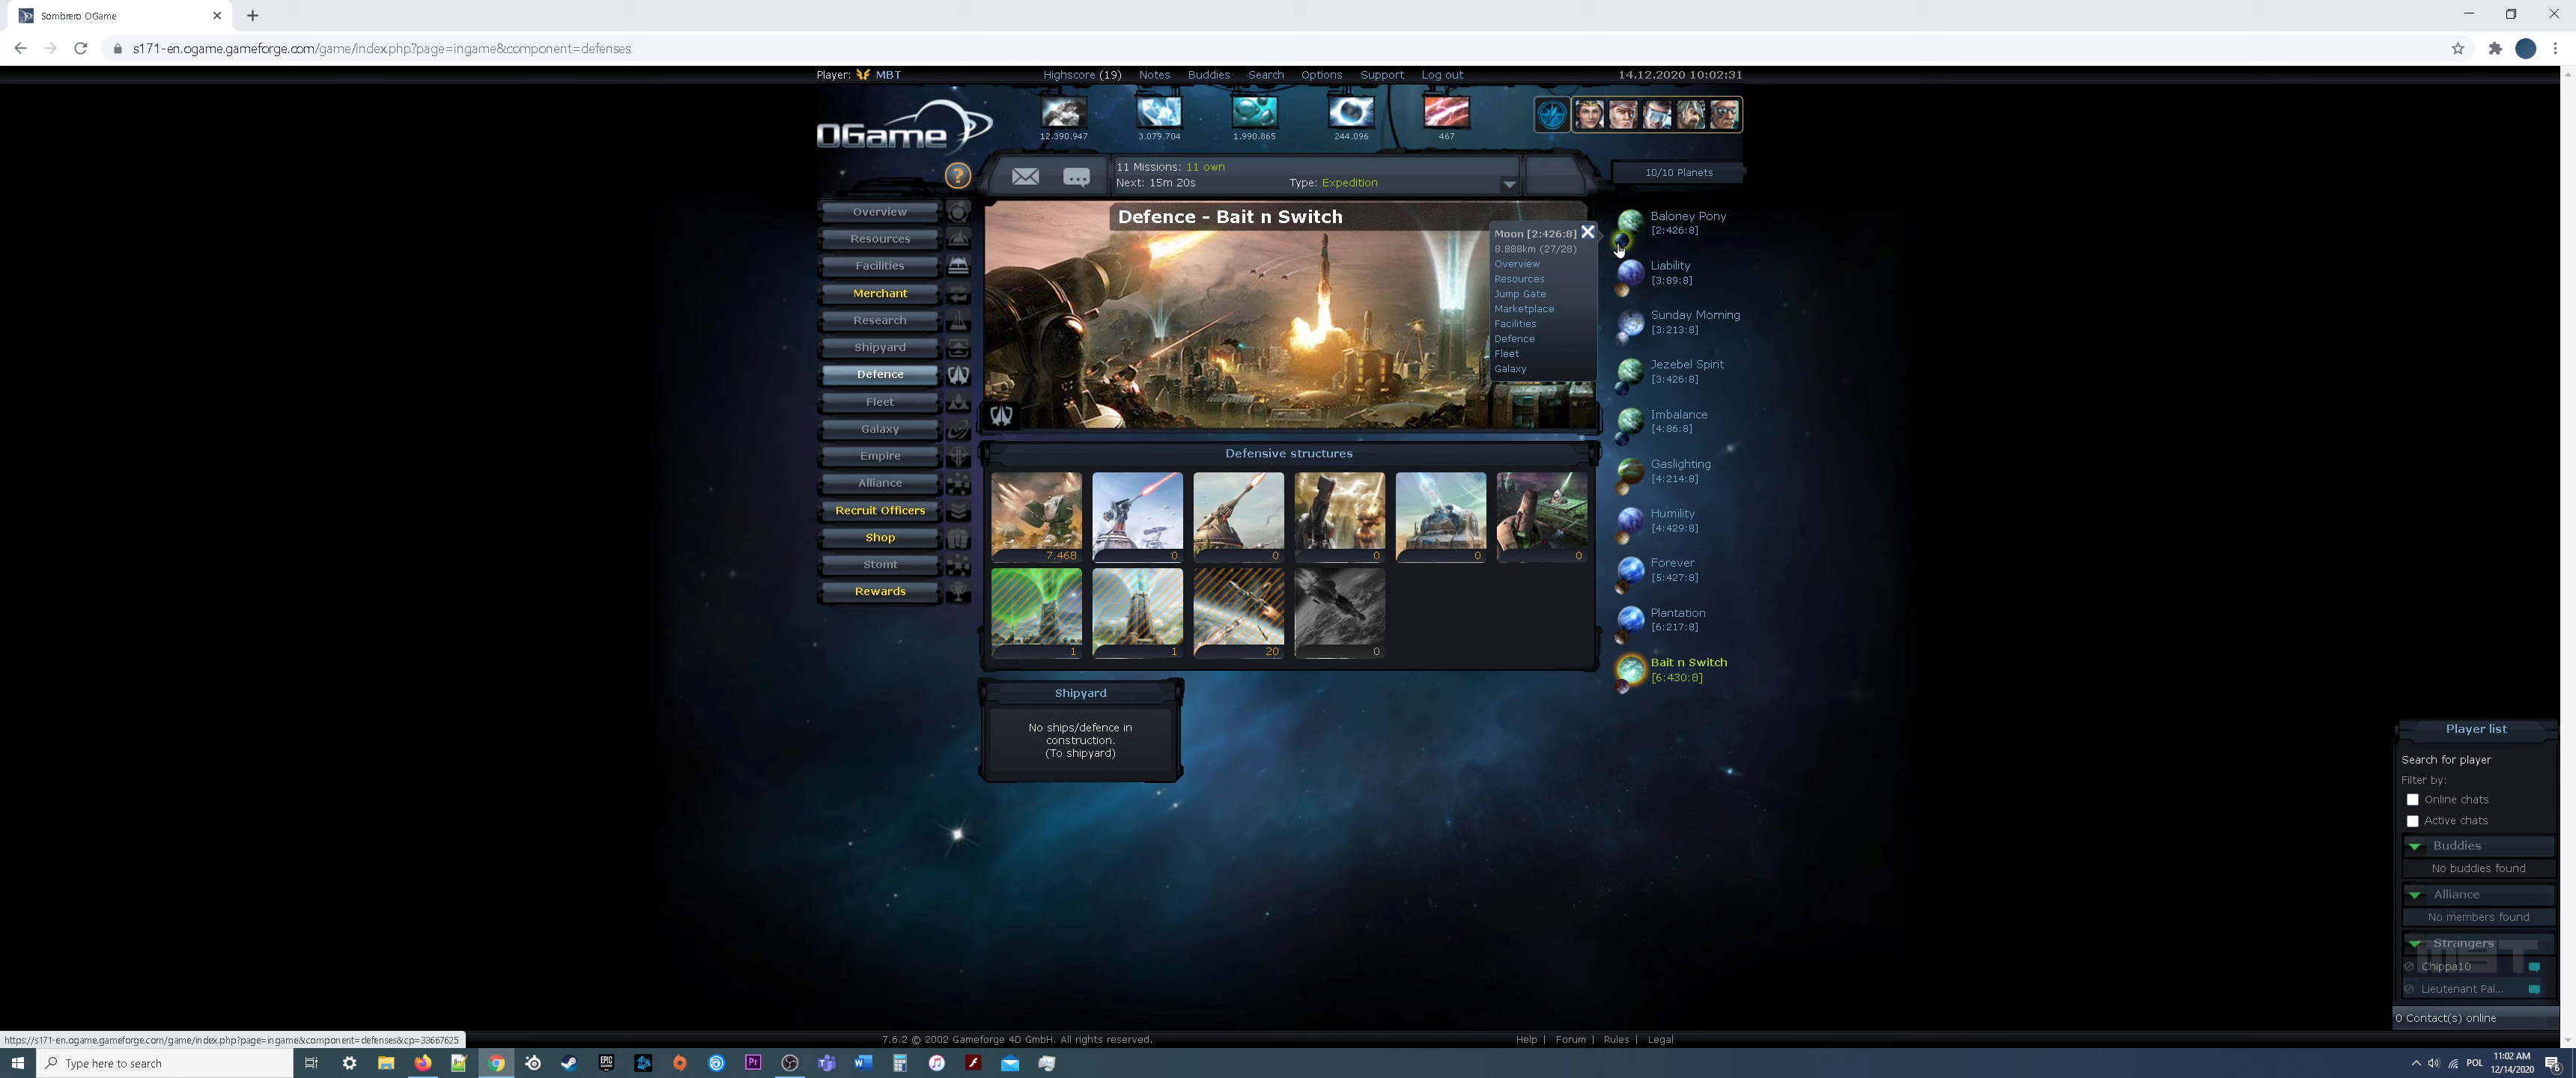 Sombrero OGame
s171-en.ogame.gameforge.com/game/index.php?page=ingame&component=defenses
Player: MBT
Highscore (19) Notes Buddies Search Options Support Log out
14.12.2020 10:02:31
OGame
12.390.947 3.079.704 1.990.865 244.096 467
?
11 Missions: 11 own
Next: 15m 20s Type: Expedition
10/10 Planets
Overview
Resources
Facilities
Merchant
Research
Shipyard
Defence
Fleet
Galaxy
Empire
Alliance
Recruit Officers
Shop
Stomt
Rewards
Defence - Bait n Switch
Moon [2:426:8]
8.888km (27/28)
Overview
Resources
Jump Gate
Marketplace
Facilities
Defence
Fleet
Galaxy
Defensive structures
7.468 0 0 0 0 0
1 1 20 0
Shipyard
No ships/defence in
construction.
(To shipyard)
Baloney Pony
[2:426:8]
Liability
[3:89:8]
Sunday Morning
[3:213:8]
Jezebel Spirit
[3:426:8]
Imbalance
[4:86:8]
Gaslighting
[4:214:8]
Humility
[4:429:8]
Forever
[5:427:8]
Plantation
[6:217:8]
Bait n Switch
[6:430:8]
Player list
Search for player
Filter by:
Online chats
Active chats
Buddies
No buddies found
Alliance
No members found
Strangers
MBT
Chippa10
Lieutenant Pal...
0 Contact(s) online
https://s171-en.ogame.gameforge.com/game/index.php?page=ingame&component=defenses&cp=33667625
7.6.2 © 2002 Gameforge 4D GmbH. All rights reserved.
Help | Forum | Rules | Legal
Type here to search
EPIC GAMES
Pr
POL
11:02 AM
12/14/2020
6